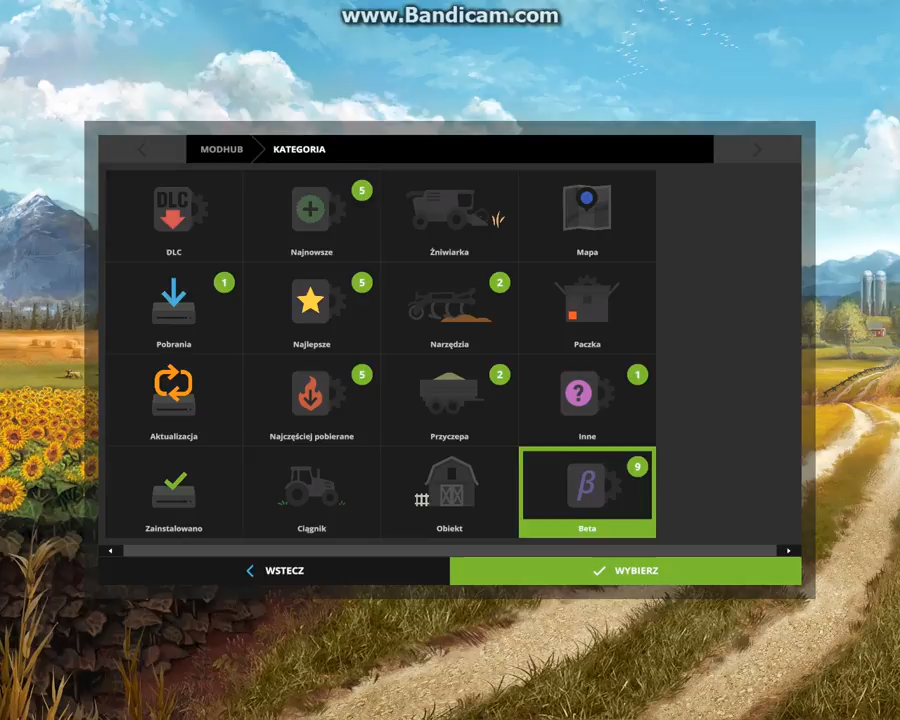 www.Bandicam.com
MODHUB
KATEGORIA
DLC
5
DLC
Najnowsze
Żniwiarka
Mapa
1
5
2
Pobrania
Najlepsze
Narzędzia
Paczka
5
2
?
1
Aktualizacja
Najczęściej pobierane
Przyczepa
Inne
β
9
Zainstalowano
Ciągnik
Obiekt
Beta
WSTECZ
WYBIERZ